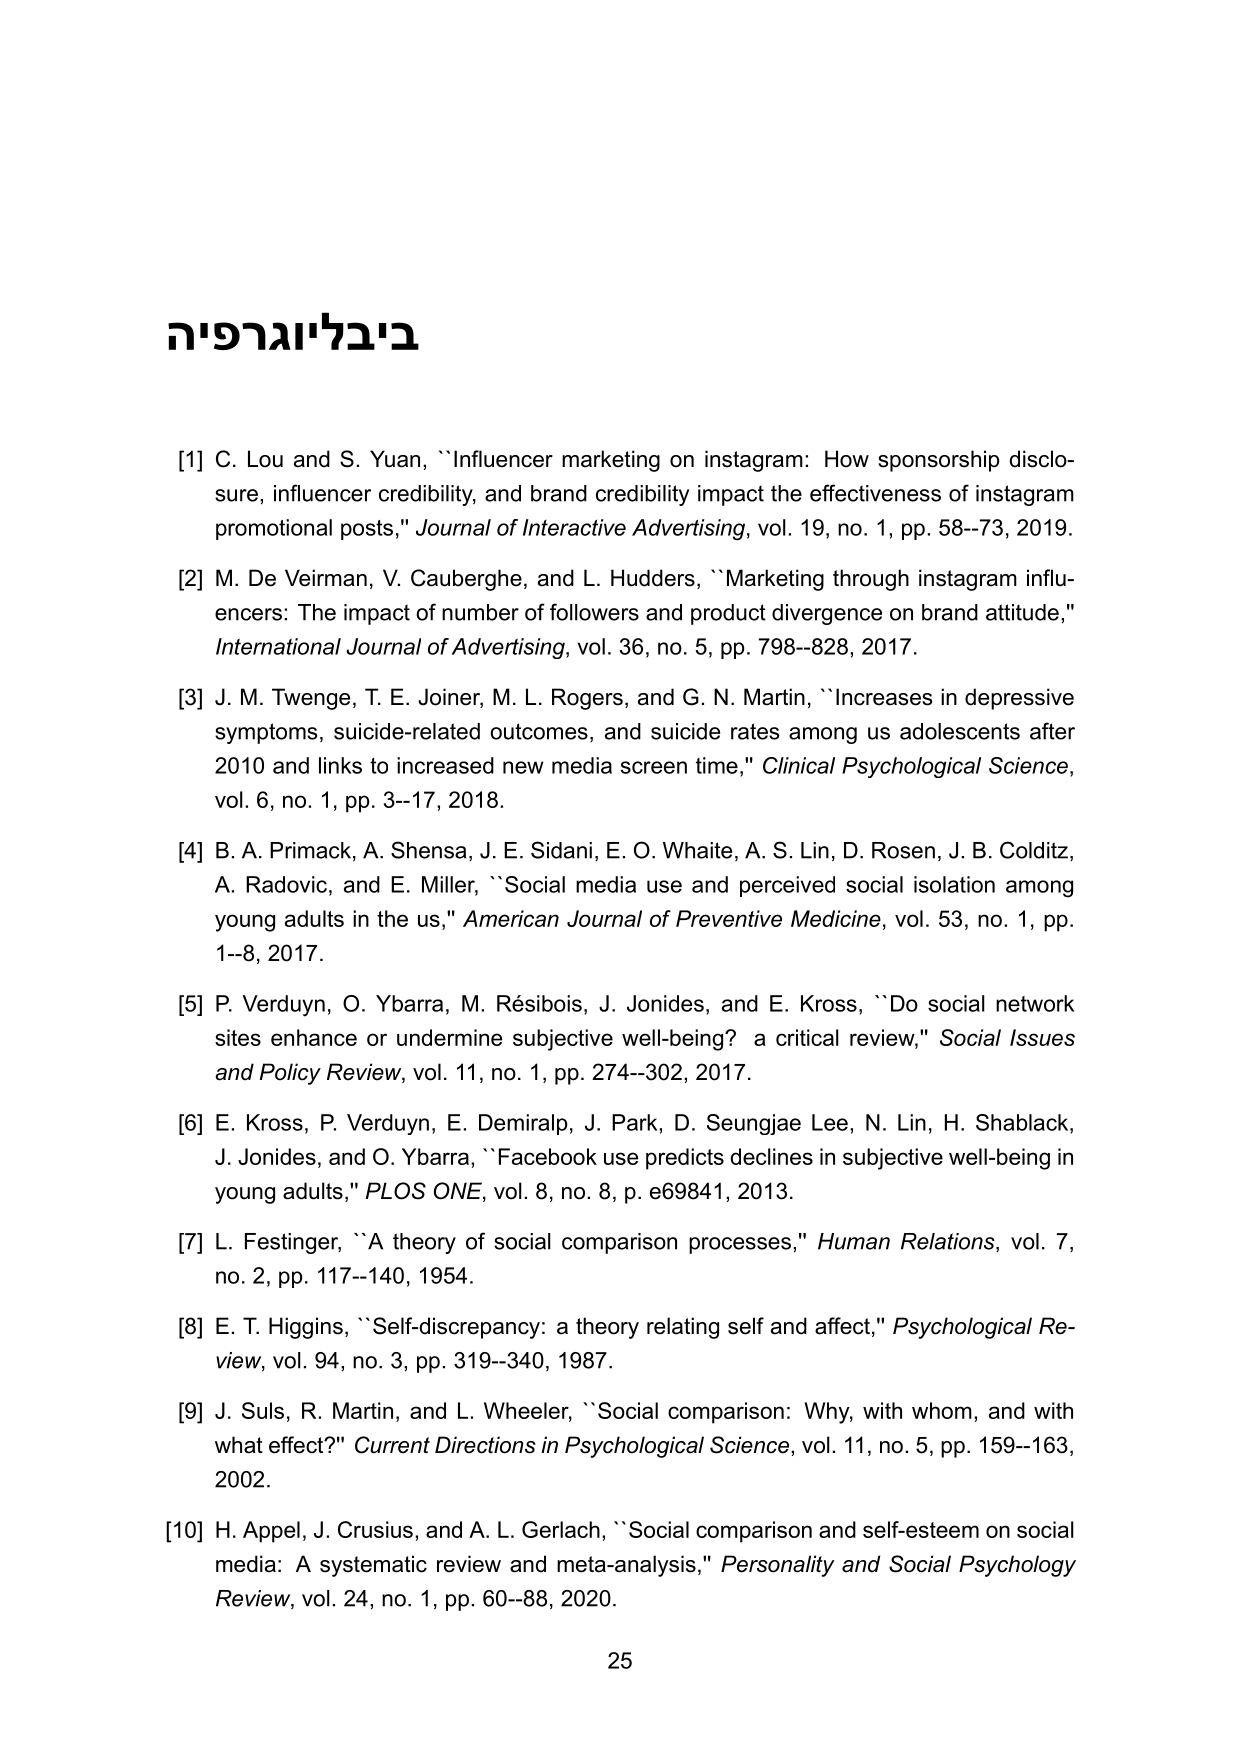 ביבליוגרפיה
[1] C. Lou and S. Yuan, ``Influencer marketing on instagram: How sponsorship disclo-
sure, influencer credibility, and brand credibility impact the effectiveness of instagram
promotional posts,'' Journal of Interactive Advertising, vol. 19, no. 1, pp. 58--73, 2019.
[2] M. De Veirman, V. Cauberghe, and L. Hudders, ``Marketing through instagram influ-
encers: The impact of number of followers and product divergence on brand attitude,''
International Journal of Advertising, vol. 36, no. 5, pp. 798--828, 2017.
[3] J. M. Twenge, T. E. Joiner, M. L. Rogers, and G. N. Martin, ``Increases in depressive
symptoms, suicide-related outcomes, and suicide rates among us adolescents after
2010 and links to increased new media screen time,'' Clinical Psychological Science,
vol. 6, no. 1, pp. 3--17, 2018.
[4] B. A. Primack, A. Shensa, J. E. Sidani, E. O. Whaite, A. S. Lin, D. Rosen, J. B. Colditz,
A. Radovic, and E. Miller, ``Social media use and perceived social isolation among
young adults in the us,'' American Journal of Preventive Medicine, vol. 53, no. 1, pp.
1--8, 2017.
[5] P. Verduyn, O. Ybarra, M. Résibois, J. Jonides, and E. Kross, ``Do social network
sites enhance or undermine subjective well-being? a critical review,'' Social Issues
and Policy Review, vol. 11, no. 1, pp. 274--302, 2017.
[6] E. Kross, P. Verduyn, E. Demiralp, J. Park, D. Seungjae Lee, N. Lin, H. Shablack,
J. Jonides, and O. Ybarra, ``Facebook use predicts declines in subjective well-being in
young adults,'' PLOS ONE, vol. 8, no. 8, p. e69841, 2013.
[7] L. Festinger, ``A theory of social comparison processes,'' Human Relations, vol. 7,
no. 2, pp. 117--140, 1954.
[8] E. T. Higgins, ``Self-discrepancy: a theory relating self and affect,'' Psychological Re-
view, vol. 94, no. 3, pp. 319--340, 1987.
[9] J. Suls, R. Martin, and L. Wheeler, ``Social comparison: Why, with whom, and with
what effect?'' Current Directions in Psychological Science, vol. 11, no. 5, pp. 159--163,
2002.
[10] H. Appel, J. Crusius, and A. L. Gerlach, ``Social comparison and self-esteem on social
media: A systematic review and meta-analysis,'' Personality and Social Psychology
Review, vol. 24, no. 1, pp. 60--88, 2020.
25